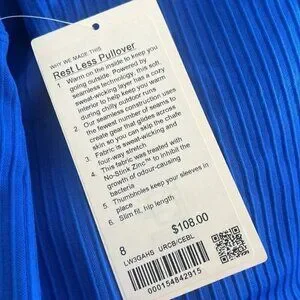 WHY WE MADE THIS
Rest Less Pullover
1. Warm on the inside to keep you
going outside. Powered by
seamless technology, this soft
sweat-wicking layer has a cozy
interior to help keep you warm
during chilly outdoor runs
2. Our seamless construction uses
the fewest number of seams to
create gear that glides across
skin so you can skip the chafe
3. Fabric is sweat-wicking and
four-way stretch
4. This fabric was treated with
No-Stink Zinc™ to inhibit the
growth of odour-causing
bacteria
5. Thumbholes keep your sleeves in
place
6. Slim fit, hip length
8 $108.00
LW3GAHS URCB/CEBL
000154842915